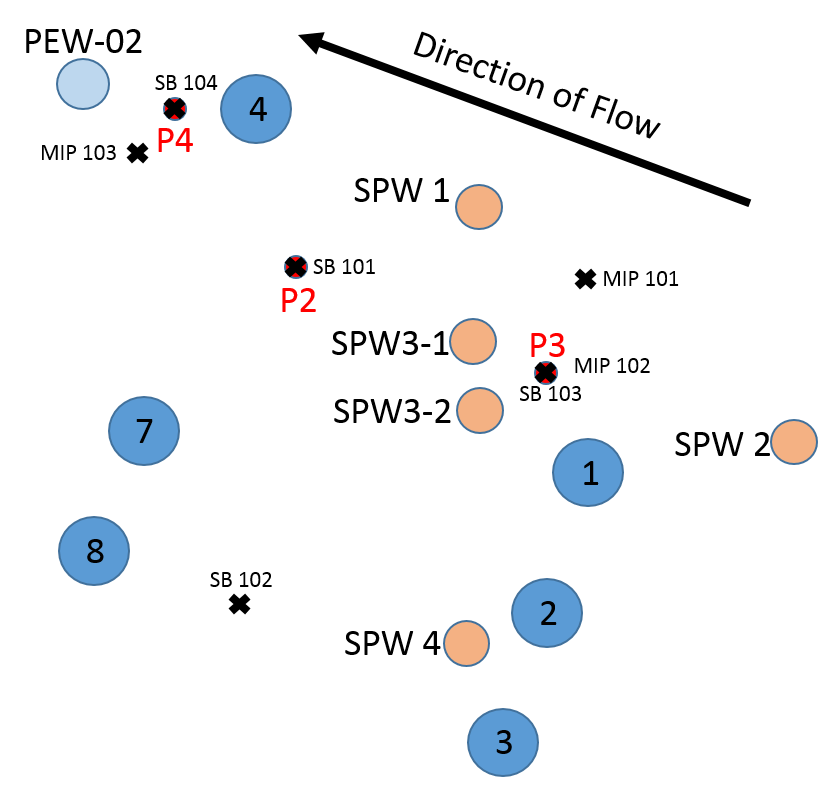 PEW-02
Direction of Flow
SB 104
4
P4
MIP 103
SPW 1
SB 101
MIP 101
P2
SPW3-1
P3
MIP 102
SB 103
SPW3-2
7
SPW 2
1
8
SB 102
2
SPW 4
3